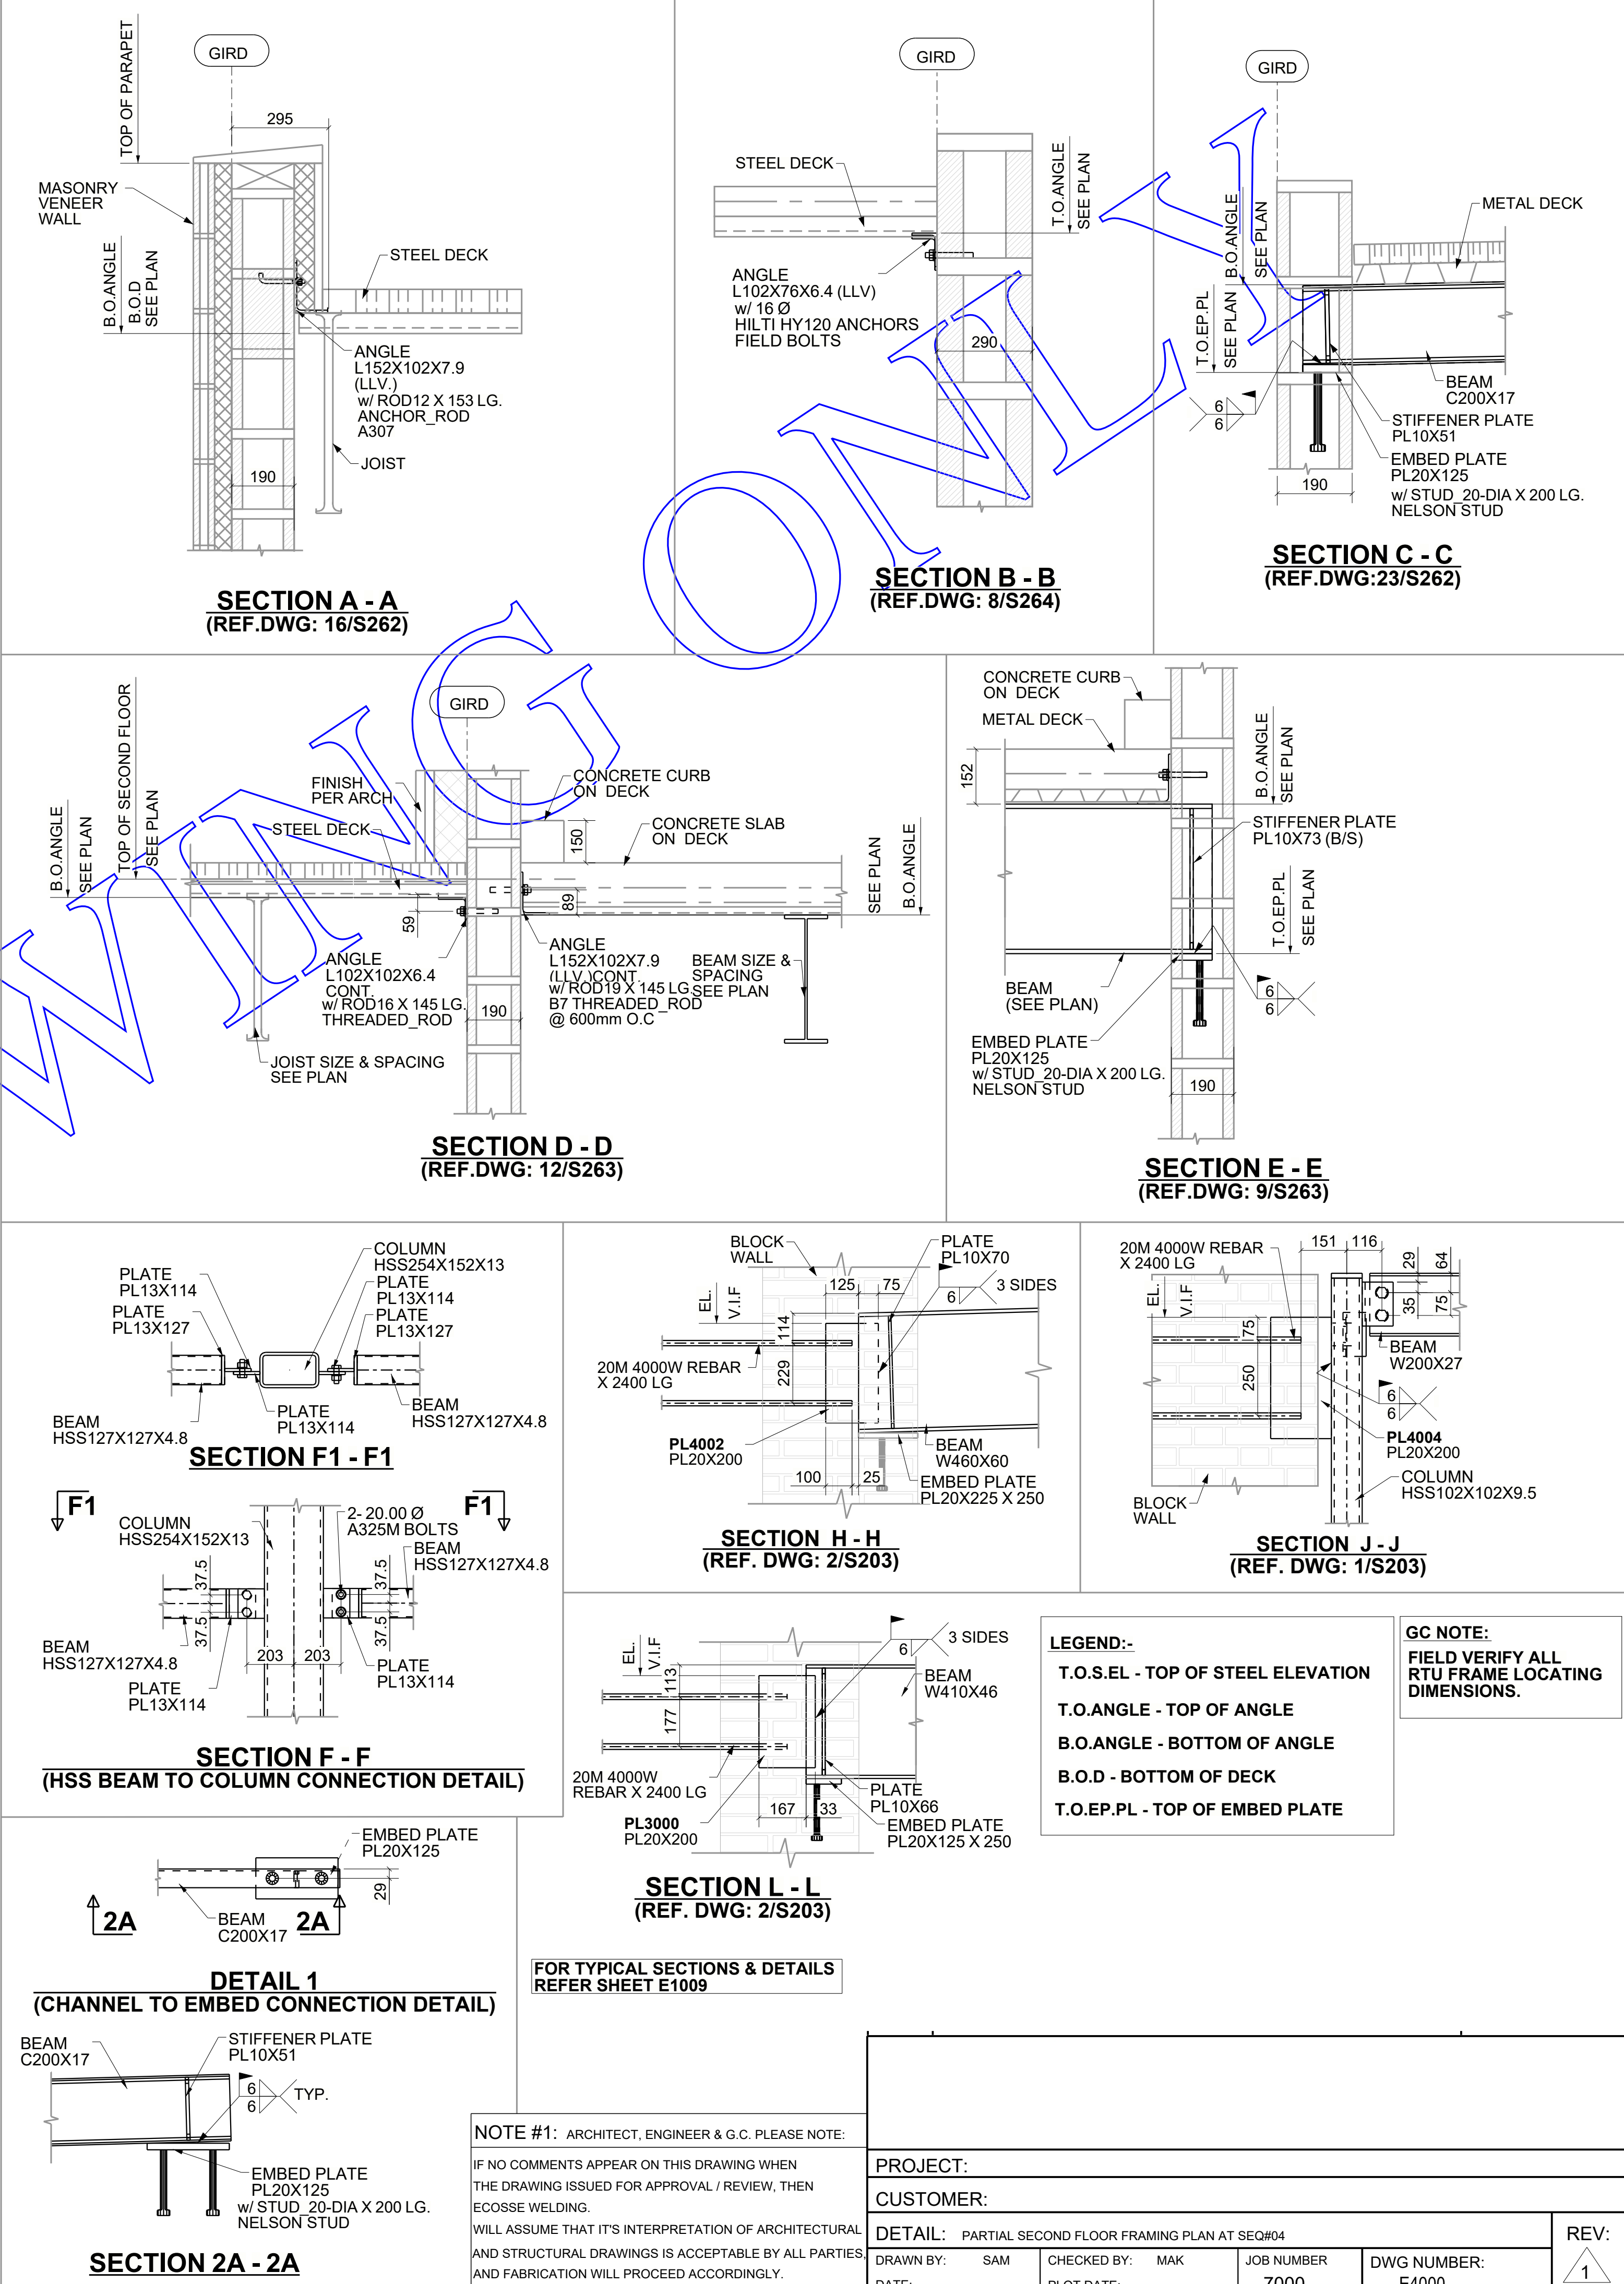 GIRD
TOP OF PARAPET
295
MASONRY
VENEER
WALL
B.O.ANGLE
B.O.D
SEE PLAN
STEEL DECK
ANGLE
L152X102X7.9
(LLV.)
w/ ROD12 X 153 LG.
ANCHOR_ROD
A307
JOIST
190
SECTION A - A
(REF.DWG: 16/S262)
GIRD
STEEL DECK
T.O.ANGLE
SEE PLAN
ANGLE
L102X76X6.4 (LLV)
w/ 16 Ø
HILTI HY120 ANCHORS
FIELD BOLTS
290
SECTION B - B
(REF.DWG: 8/S264)
GIRD
B.O.ANGLE
SEE PLAN
METAL DECK
T.O.EP.PL
SEE PLAN
6
6
BEAM
C200X17
STIFFENER PLATE
PL10X51
EMBED PLATE
PL20X125
w/ STUD_20-DIA X 200 LG.
NELSON STUD
190
SECTION C - C
(REF.DWG:23/S262)
GIRD
TOP OF SECOND FLOOR
SEE PLAN
B.O.ANGLE
SEE PLAN
FINISH
PER ARCH
STEEL DECK
CONCRETE CURB
ON DECK
150
CONCRETE SLAB
ON DECK
SEE PLAN
B.O.ANGLE
59
89
ANGLE
L102X102X6.4
CONT.
w/ ROD16 X 145 LG.
THREADED_ROD
190
ANGLE
L152X102X7.9
(LLV.)CONT.
w/ ROD19 X 145 LG.
B7 THREADED_ROD
@ 600mm O.C
BEAM SIZE &
SPACING
SEE PLAN
JOIST SIZE & SPACING
SEE PLAN
SECTION D - D
(REF.DWG: 12/S263)
CONCRETE CURB
ON DECK
METAL DECK
152
B.O.ANGLE
SEE PLAN
STIFFENER PLATE
PL10X73 (B/S)
T.O.EP.PL
SEE PLAN
BEAM
(SEE PLAN)
6
6
EMBED PLATE
PL20X125
w/ STUD_20-DIA X 200 LG.
NELSON STUD
190
SECTION E - E
(REF.DWG: 9/S263)
COLUMN
HSS254X152X13
PLATE
PL13X114
PLATE
PL13X127
PLATE
PL13X114
PLATE
PL13X127
BEAM
HSS127X127X4.8
PLATE
PL13X114
BEAM
HSS127X127X4.8
SECTION F1 - F1
F1
F1
COLUMN
HSS254X152X13
2- 20.00 Ø
A325M BOLTS
BEAM
HSS127X127X4.8
37.5
37.5
37.5
37.5
203
203
BEAM
HSS127X127X4.8
PLATE
PL13X114
PLATE
PL13X114
SECTION F - F
(HSS BEAM TO COLUMN CONNECTION DETAIL)
BLOCK
WALL
PLATE
PL10X70
EL.
V.I.F
125
75
6
3 SIDES
114
229
20M 4000W REBAR
X 2400 LG
PL4002
PL20X200
100
25
BEAM
W460X60
EMBED PLATE
PL20X225 X 250
SECTION H - H
(REF. DWG: 2/S203)
20M 4000W REBAR
X 2400 LG
151
116
EL.
V.I.F
29
64
35
75
75
250
BEAM
W200X27
6
6
PL4004
PL20X200
COLUMN
HSS102X102X9.5
BLOCK
WALL
SECTION J - J
(REF. DWG: 1/S203)
EL.
V.I.F
6
3 SIDES
113
177
BEAM
W410X46
20M 4000W
REBAR X 2400 LG
PL3000
PL20X200
167
33
PLATE
PL10X66
EMBED PLATE
PL20X125 X 250
SECTION L - L
(REF. DWG: 2/S203)
LEGEND:-
T.O.S.EL - TOP OF STEEL ELEVATION
T.O.ANGLE - TOP OF ANGLE
B.O.ANGLE - BOTTOM OF ANGLE
B.O.D - BOTTOM OF DECK
T.O.EP.PL - TOP OF EMBED PLATE
GC NOTE:
FIELD VERIFY ALL
RTU FRAME LOCATING
DIMENSIONS.
EMBED PLATE
PL20X125
29
2A
2A
BEAM
C200X17
DETAIL 1
(CHANNEL TO EMBED CONNECTION DETAIL)
BEAM
C200X17
STIFFENER PLATE
PL10X51
6
6
TYP.
EMBED PLATE
PL20X125
w/ STUD_20-DIA X 200 LG.
NELSON STUD
SECTION 2A - 2A
FOR TYPICAL SECTIONS & DETAILS
REFER SHEET E1009
NOTE #1: ARCHITECT, ENGINEER & G.C. PLEASE NOTE:
IF NO COMMENTS APPEAR ON THIS DRAWING WHEN
THE DRAWING ISSUED FOR APPROVAL / REVIEW, THEN
ECOSSE WELDING.
WILL ASSUME THAT IT'S INTERPRETATION OF ARCHITECTURAL
AND STRUCTURAL DRAWINGS IS ACCEPTABLE BY ALL PARTIES,
AND FABRICATION WILL PROCEED ACCORDINGLY.
PROJECT:
CUSTOMER:
DETAIL: PARTIAL SECOND FLOOR FRAMING PLAN AT SEQ#04
REV:
1
DRAWN BY: SAM
CHECKED BY: MAK
JOB NUMBER
7000
DWG NUMBER:
E4000
DATE:
PLOT DATE:
ONLY